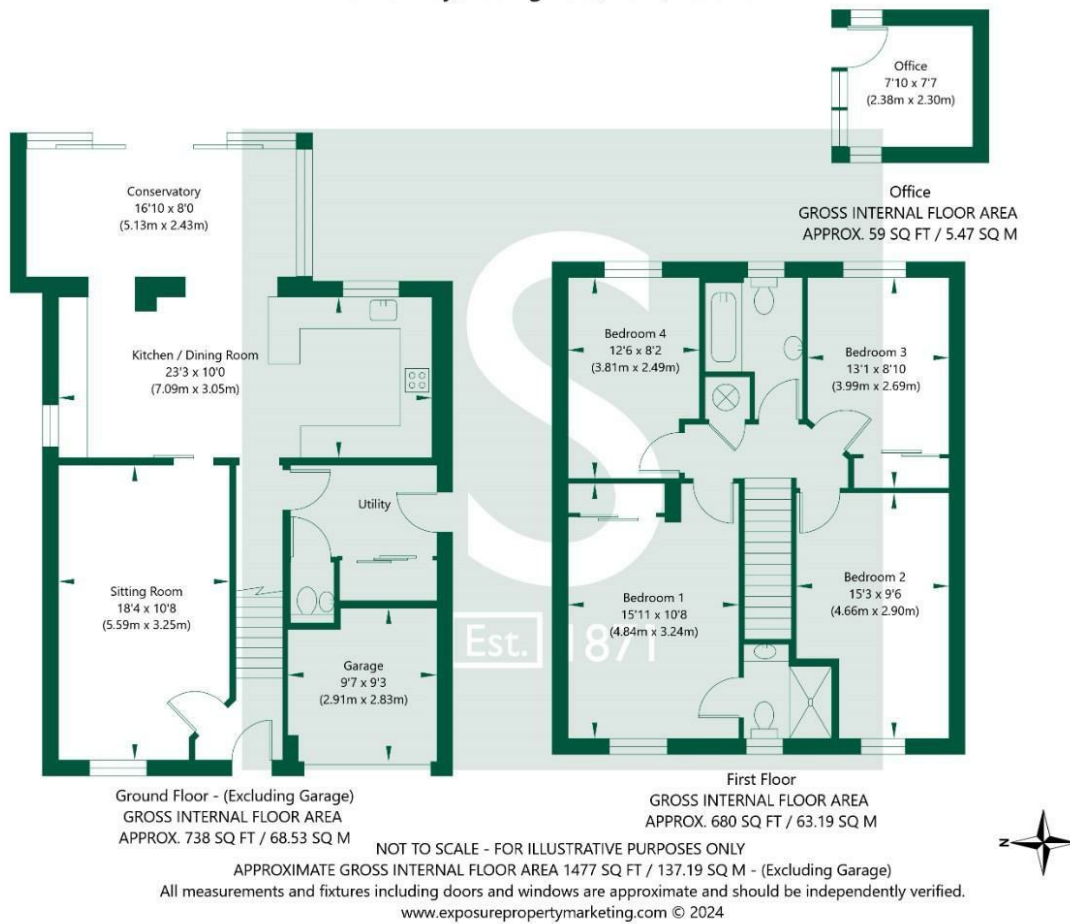 Office
7'10 x 7'7
(2.38m x 2.30m)
Office
GROSS INTERNAL FLOOR AREA
APPROX. 59 SQ FT / 5.47 SQ M
Conservatory
16'10 x 8'0
(5.13m x 2.43m)
Kitchen / Dining Room
23'3 x 10'0
(7.09m x 3.05m)
Utility
Sitting Room
18'4 x 10'8
(5.59m x 3.25m)
Garage
9'7 x 9'3
(2.91m x 2.83m)
Bedroom 4
12'6 x 8'2
(3.81m x 2.49m)
Bedroom 3
13'1 x 8'10
(3.99m x 2.69m)
Bedroom 1
15'11 x 10'8
(4.84m x 3.24m)
Bedroom 2
15'3 x 9'6
(4.66m x 2.90m)
S
Est. 1871
Ground Floor - (Excluding Garage)
GROSS INTERNAL FLOOR AREA
APPROX. 738 SQ FT / 68.53 SQ M
First Floor
GROSS INTERNAL FLOOR AREA
APPROX. 680 SQ FT / 63.19 SQ M
N
NOT TO SCALE - FOR ILLUSTRATIVE PURPOSES ONLY
APPROXIMATE GROSS INTERNAL FLOOR AREA 1477 SQ FT / 137.19 SQ M - (Excluding Garage)
All measurements and fixtures including doors and windows are approximate and should be independently verified.
www.exposurepropertymarketing.com © 2024